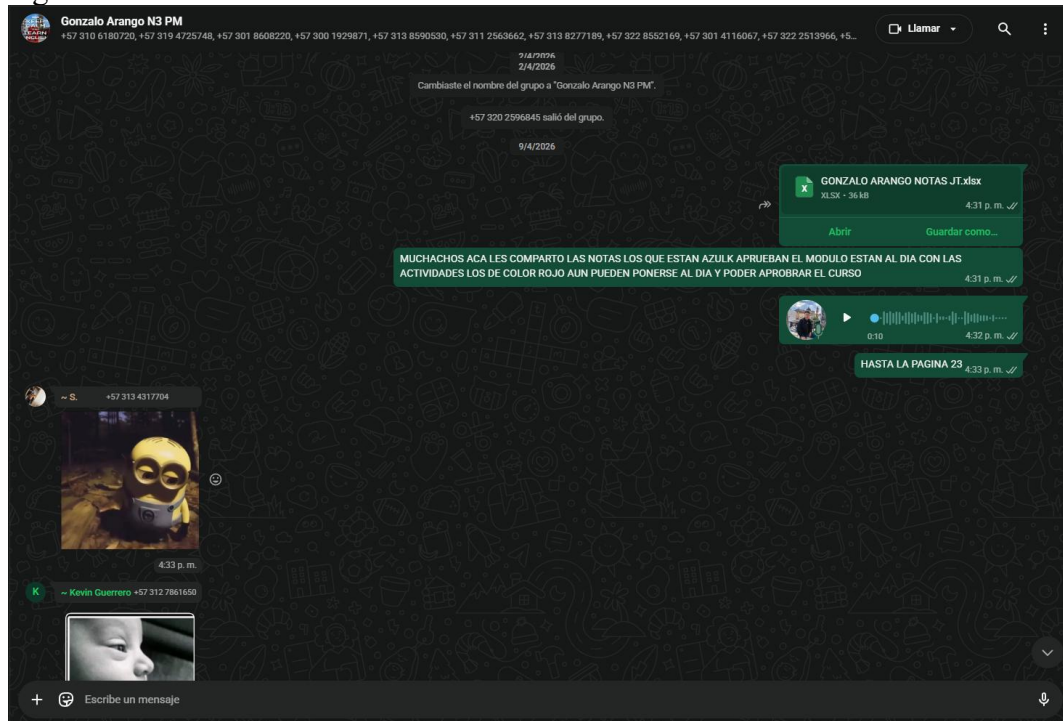 Gonzalo Arango N3 PM
+57 310 6180720, +57 319 4725748, +57 301 8608220, +57 300 1929871, +57 313 8590530, +57 311 2563662, +57 313 8277189, +57 322 8552169, +57 301 4116067, +57 322 2513966, +5...
Llamar
2/4/2026
2/4/2026
Cambiaste el nombre del grupo a "Gonzalo Arango N3 PM".
+57 320 2596845 salió del grupo.
9/4/2026
GONZALO ARANGO NOTAS JT.xlsx
XLSX • 36 kB
4:31 p. m.
Abrir
Guardar como...
MUCHACHOS ACA LES COMPARTO LAS NOTAS LOS QUE ESTAN AZULK APRUEBAN EL MODULO ESTAN AL DIA CON LAS
ACTIVIDADES LOS DE COLOR ROJO AUN PUEDEN PONERSE AL DIA Y PODER APROBRAR EL CURSO
4:31 p. m.
0:10
4:32 p. m.
HASTA LA PAGINA 23
4:33 p. m.
~ S. +57 313 4317704
4:33 p. m.
K
~ Kevin Guerrero +57 312 7861650
Escribe un mensaje